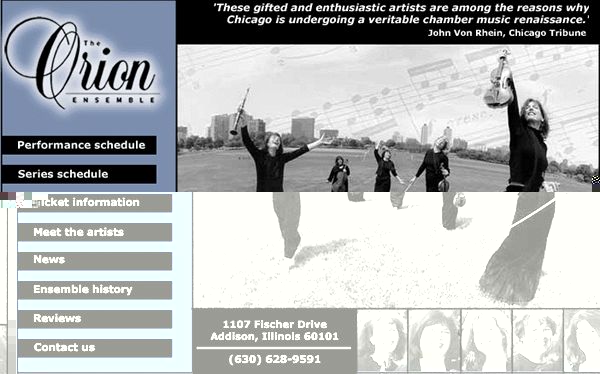 'These gifted and enthusiastic artists are among the reasons why
Chicago is undergoing a veritable chamber music renaissance.'
John Von Rhein, Chicago Tribune
The
Orion
ENSEMBLE
Performance schedule
Series schedule
Ticket information
Meet the artists
News
Ensemble history
Reviews
Contact us
1107 Fischer Drive
Addison, Illinois 60101
(630) 628-9591